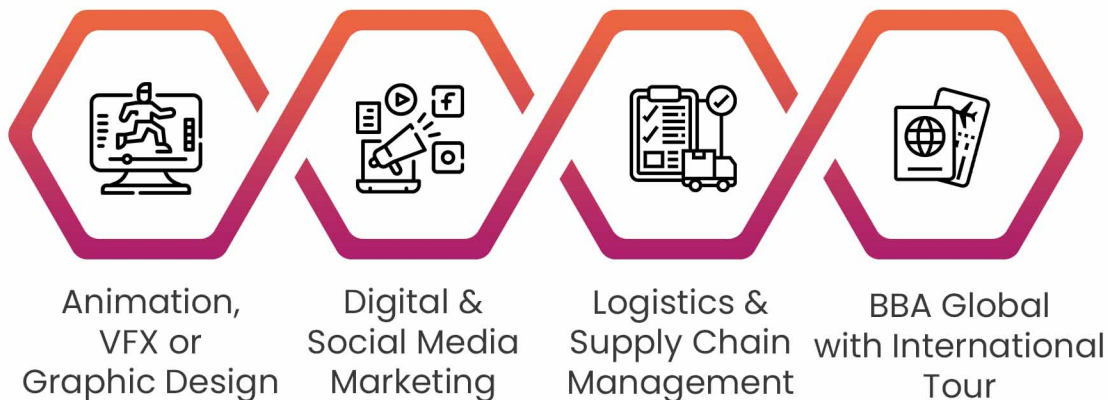 Animation,
VFX or
Graphic Design
Digital &
Social Media
Marketing
Logistics &
Supply Chain
Management
BBA Global
with International
Tour